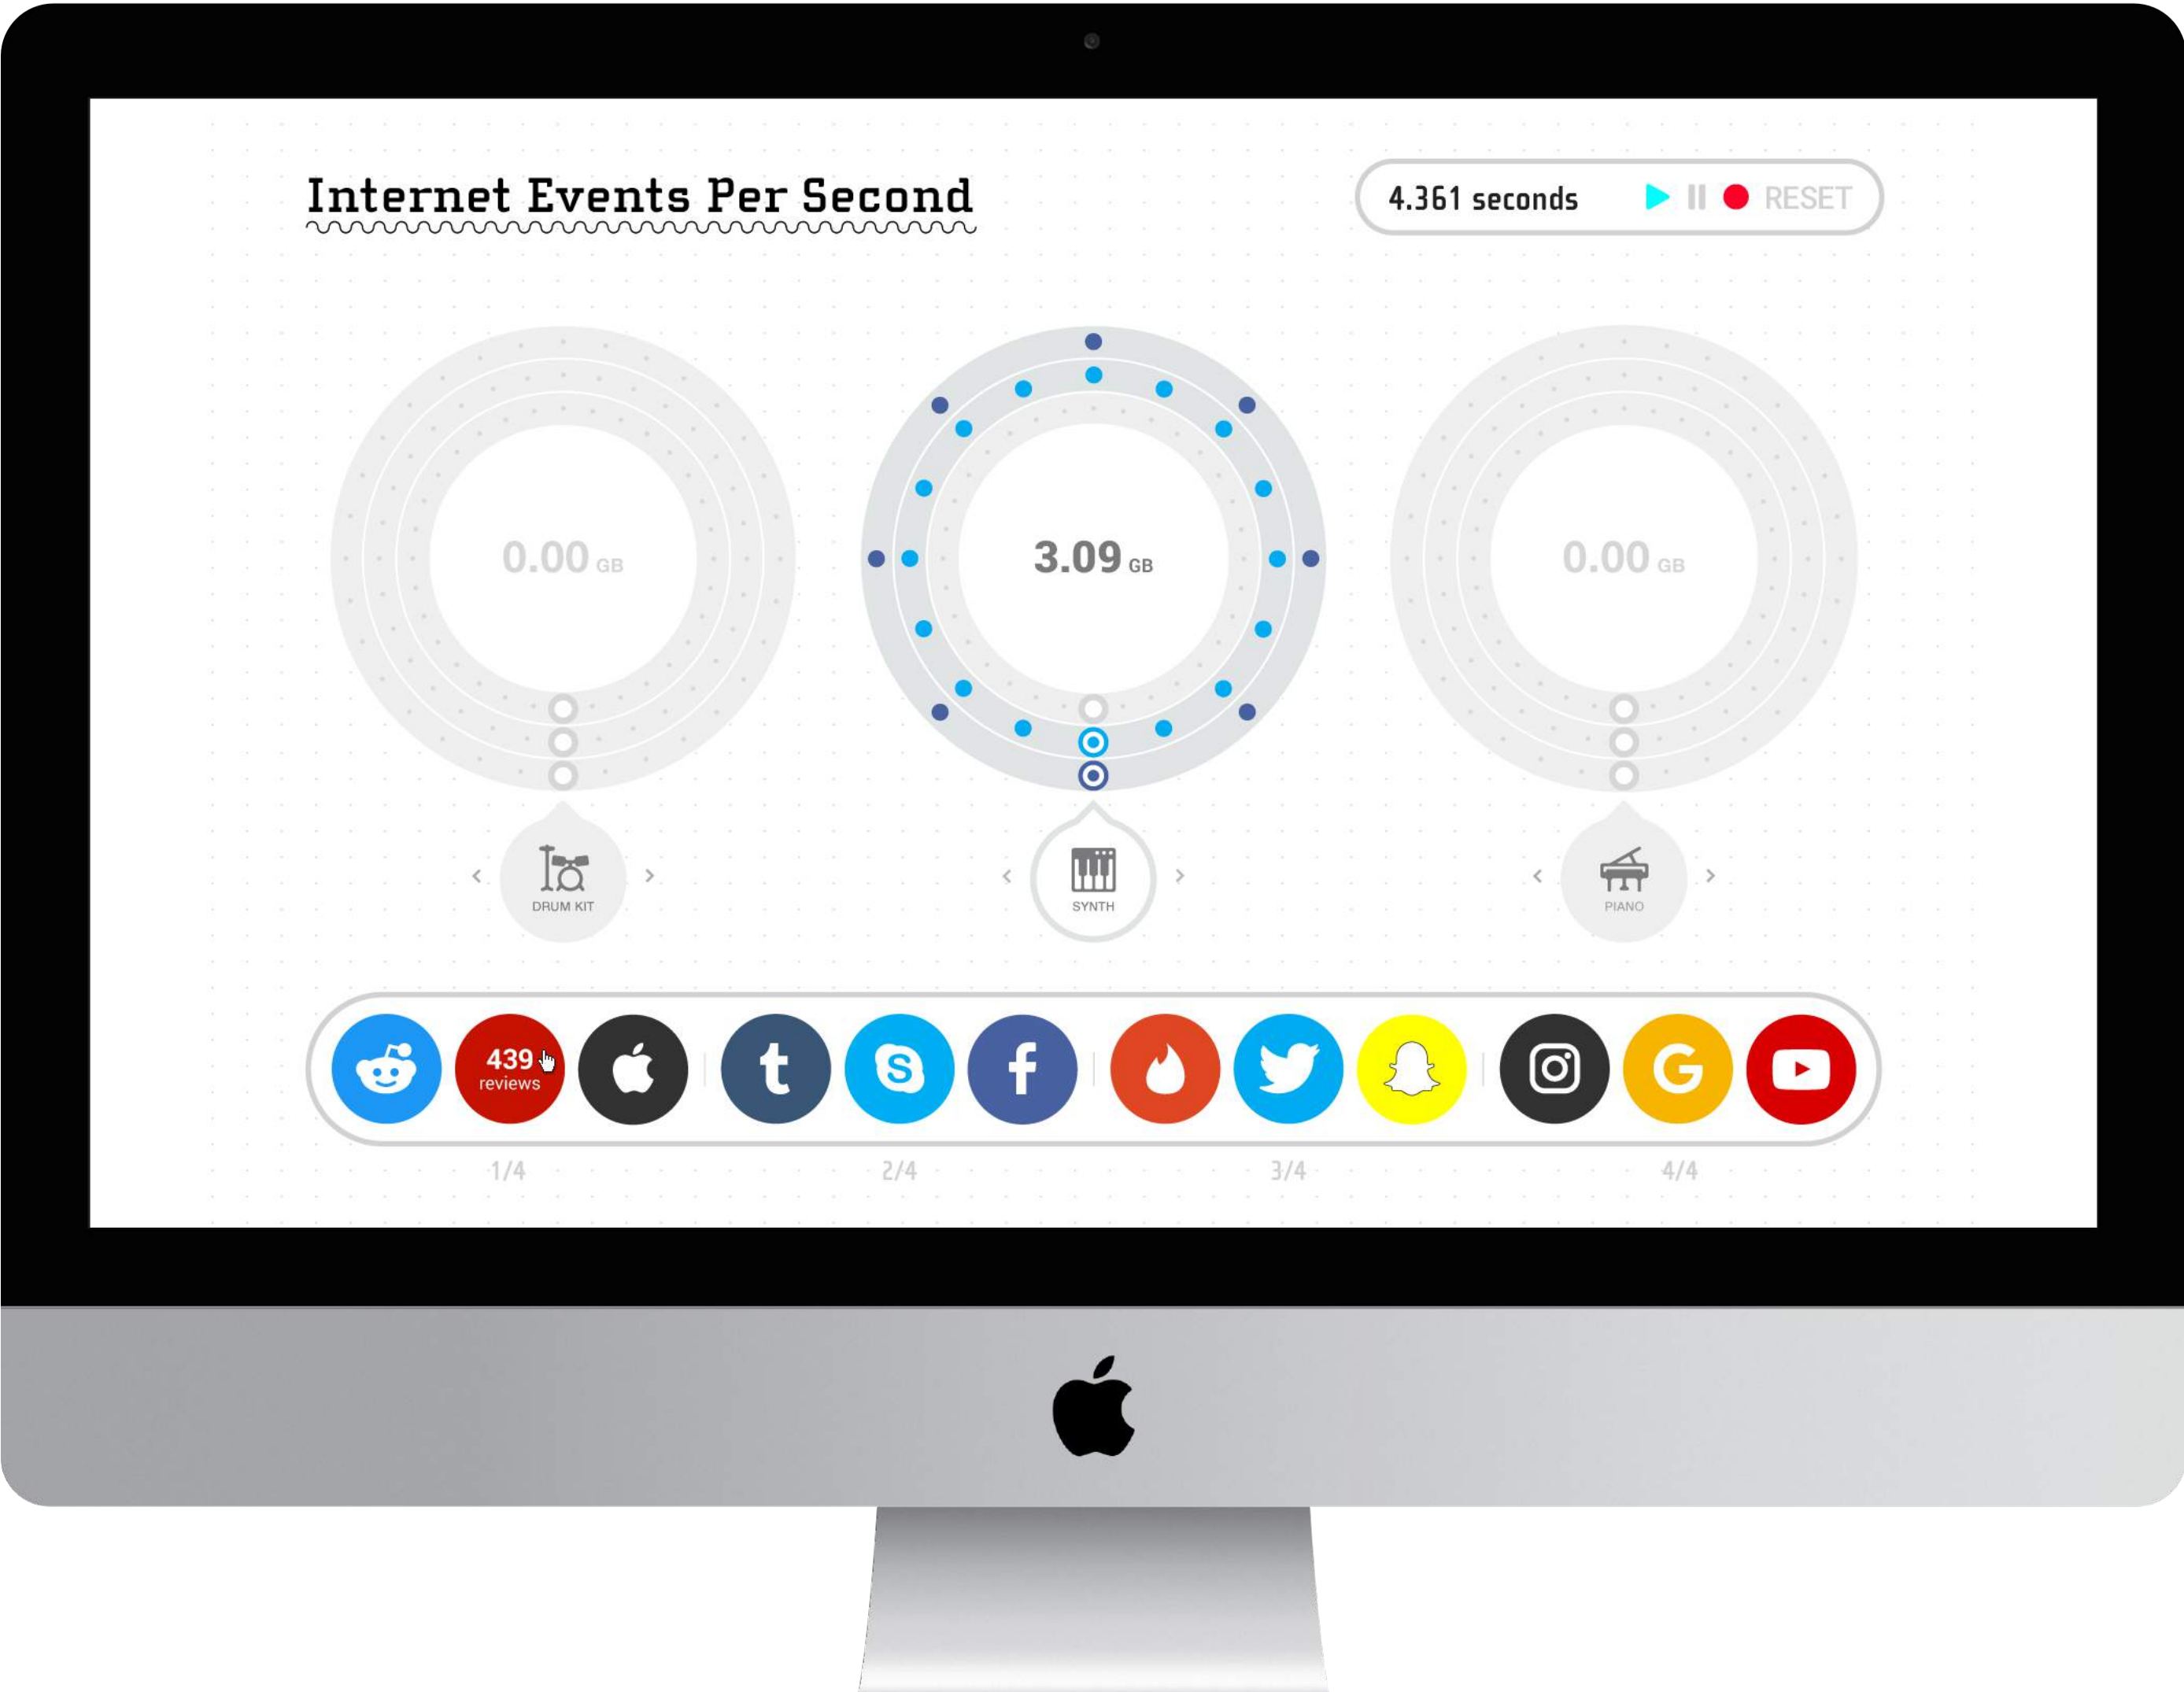 Internet Events Per Second
4.361 seconds RESET
0.00 GB
3.09 GB
0.00 GB
DRUM KIT
SYNTH
PIANO
439
reviews
1/4
2/4
3/4
4/4